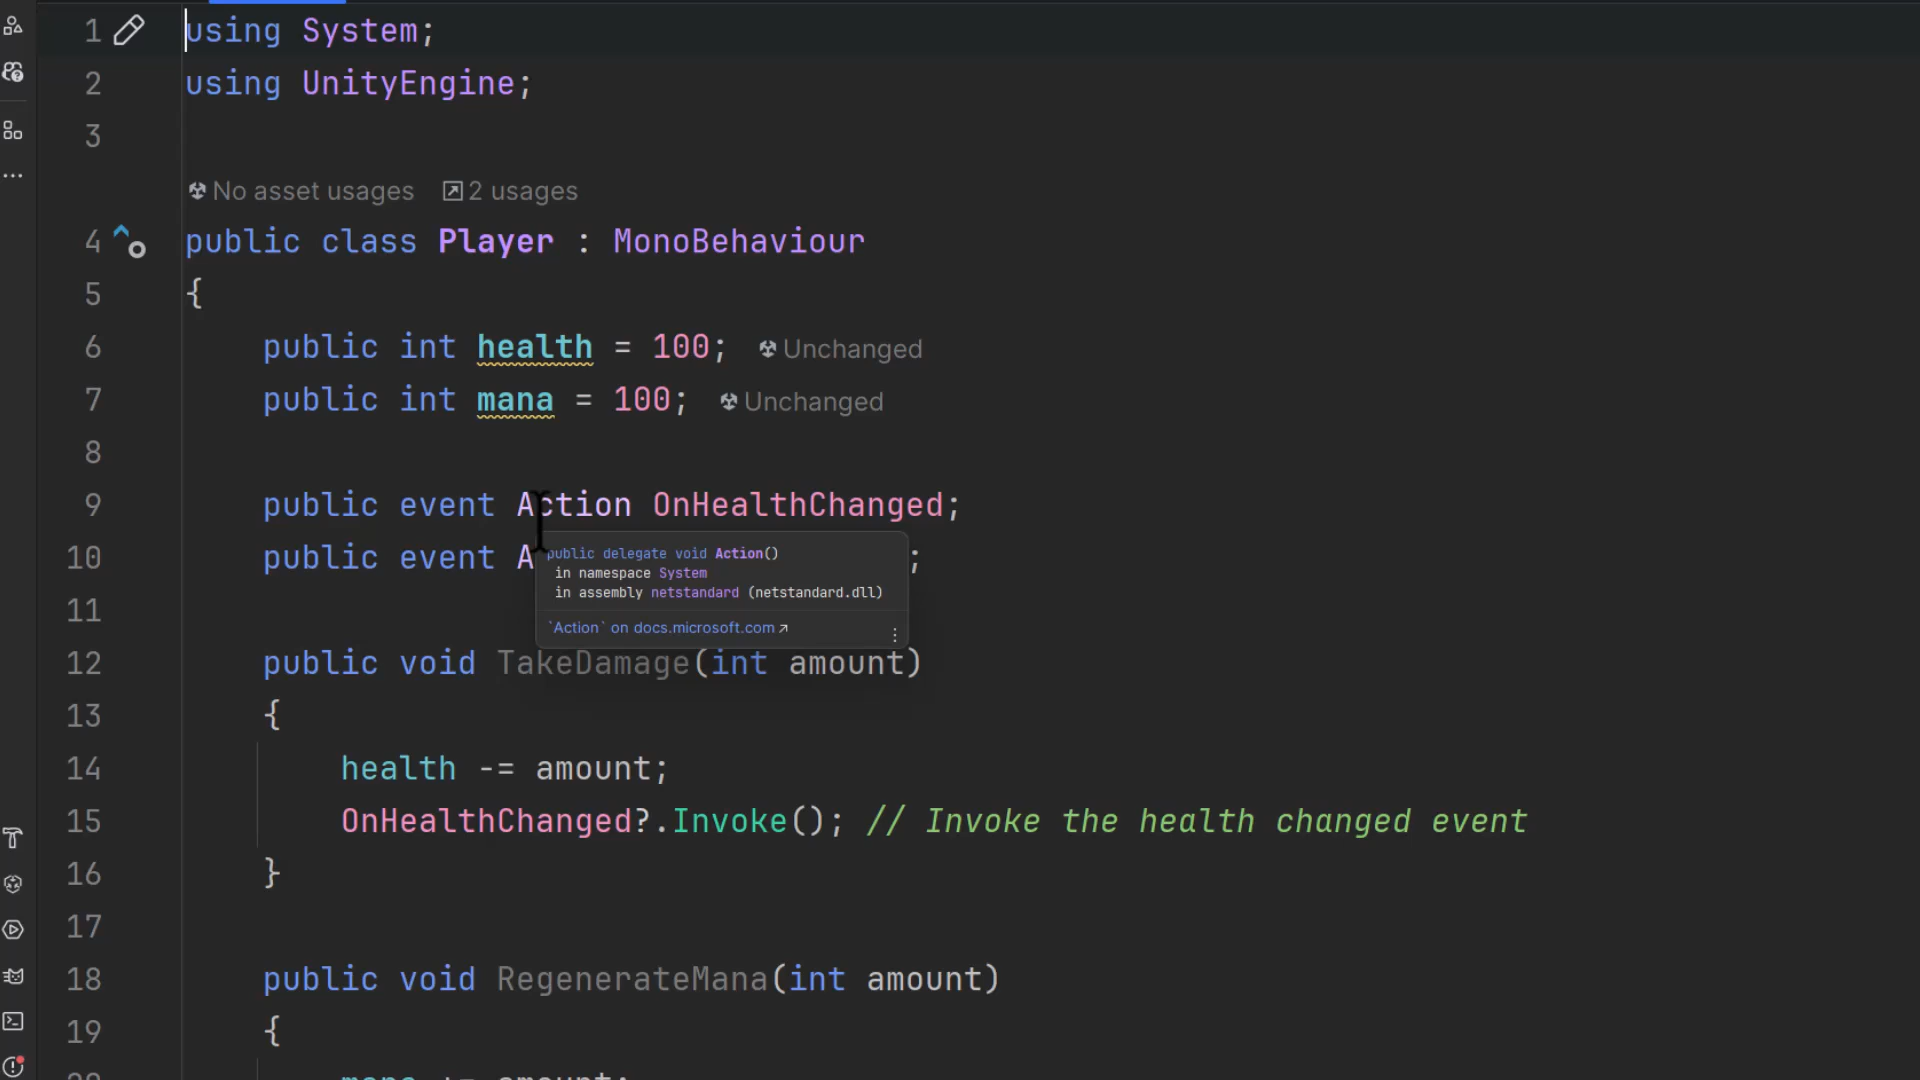 1 using System;
2 using UnityEngine;
3
No asset usages 2 usages
4 public class Player : MonoBehaviour
5 {
6 public int health = 100; Unchanged
7 public int mana = 100; Unchanged
8
9 public event Action OnHealthChanged;
10 public event A ;
public delegate void Action()
in namespace System
in assembly netstandard (netstandard.dll)
`Action` on docs.microsoft.com↗
11
12 public void TakeDamage(int amount)
13 {
14 health -= amount;
15 OnHealthChanged?.Invoke(); // Invoke the health changed event
16 }
17
18 public void RegenerateMana(int amount)
19 {